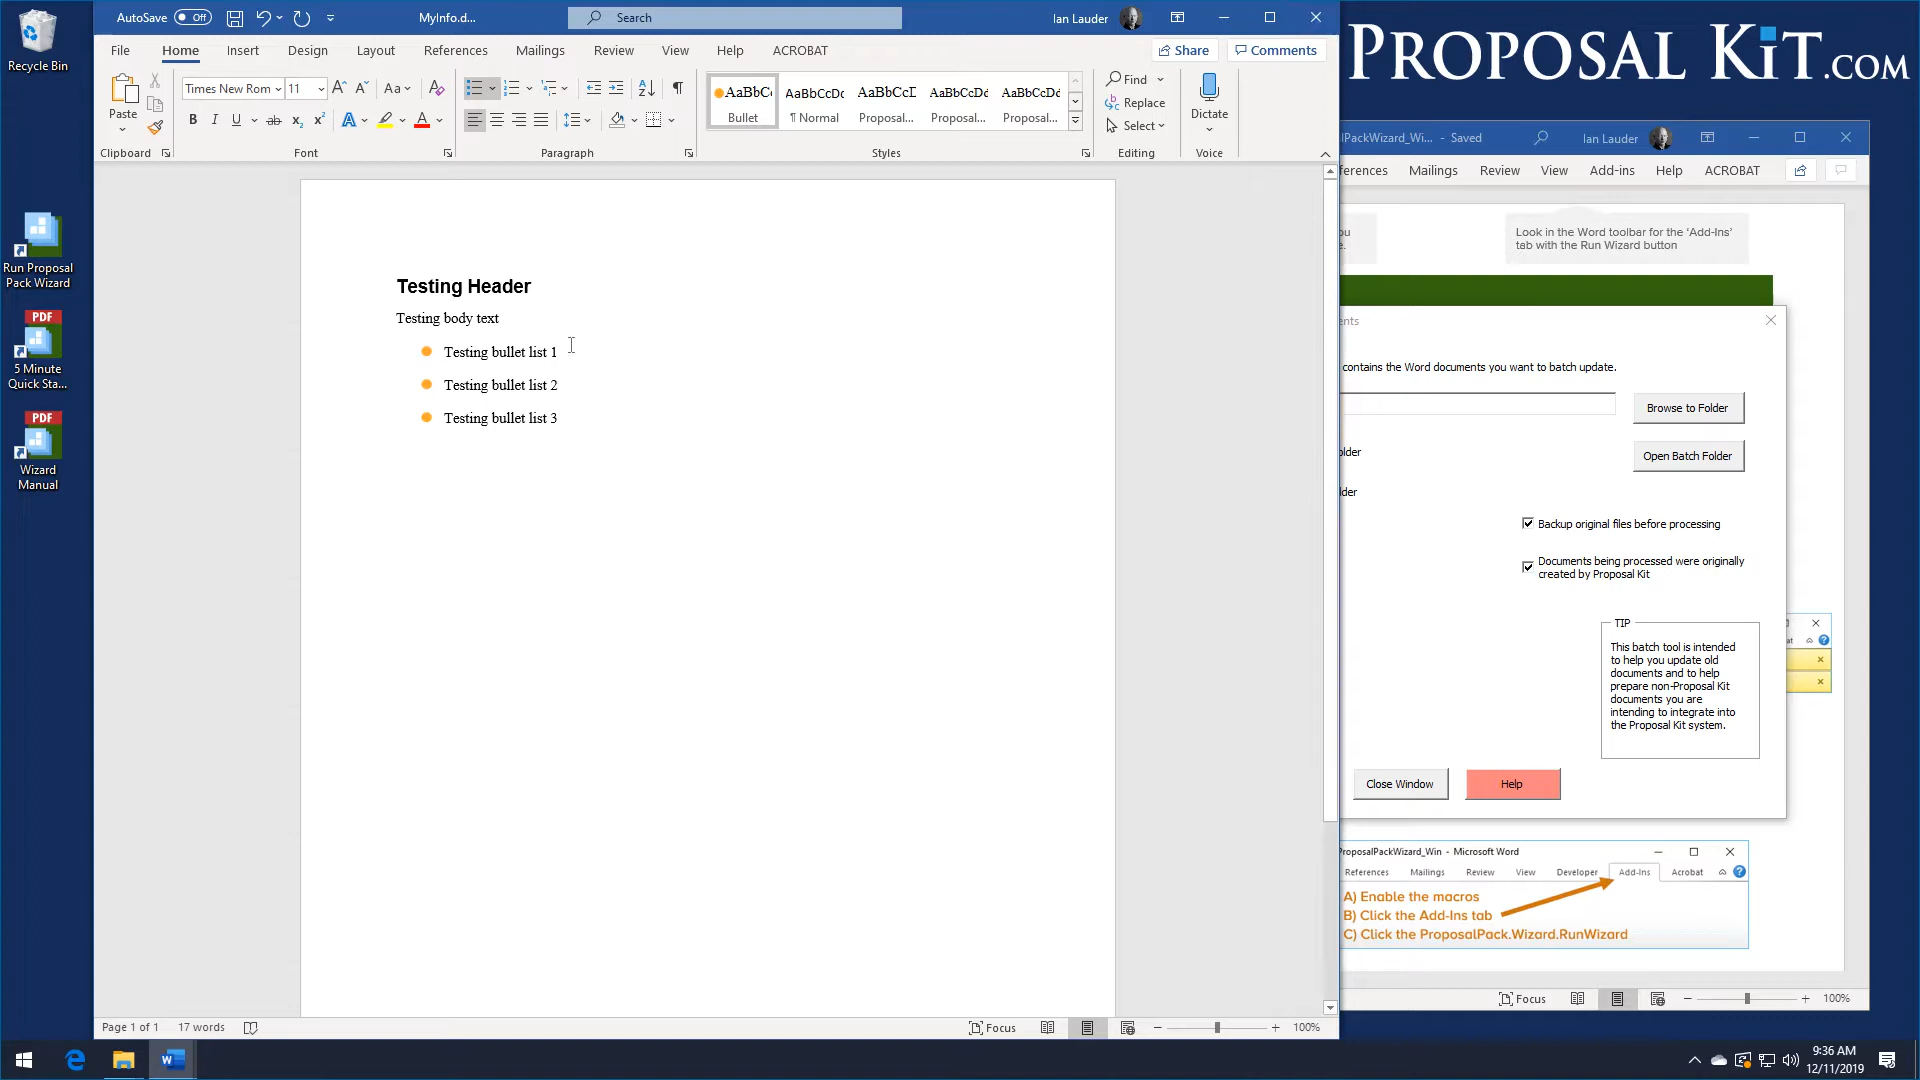 Recycle Bin
Run Proposal
Pack Wizard
PDF
5 Minute
Quick Sta...
PDF
Wizard
Manual
AutoSave Off
MyInfo.d...
Search
Ian Lauder
File Home Insert Design Layout References Mailings Review View Help ACROBAT
Share Comments
Paste
Times New Rom 11
AaBbCc AaBbCcDc AaBbCcD AaBbCcDd AaBbCcDd
Bullet ¶ Normal Proposal... Proposal... Proposal...
Find
Replace
Select
Dictate
Clipboard Font Paragraph Styles Editing Voice
Testing Header
Testing body text
Testing bullet list 1
Testing bullet list 2
Testing bullet list 3
Page 1 of 1 17 words
Focus 100%
PROPOSAL KIT.COM
lPackWizard_Wi... - Saved
Ian Lauder
ferences Mailings Review View Add-ins Help ACROBAT
Look in the Word toolbar for the 'Add-Ins'
tab with the Run Wizard button
contains the Word documents you want to batch update.
Browse to Folder
Open Batch Folder
Backup original files before processing
Documents being processed were originally
created by Proposal Kit
TIP
This batch tool is intended
to help you update old
documents and to help
prepare non-Proposal Kit
documents you are
intending to integrate into
the Proposal Kit system.
Close Window Help
ProposalPackWizard_Win - Microsoft Word
References Mailings Review View Developer Add-Ins Acrobat
A) Enable the macros
B) Click the Add-Ins tab
C) Click the ProposalPack.Wizard.RunWizard
Focus 100%
9:36 AM
12/11/2019